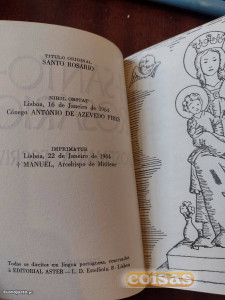 TÍTULO ORIGINAL
SANTO ROSÁRIO
NIHIL OBSTAT
Lisboa, 16 de Janeiro de 1964
Cónego ANTÓNIO DE AZEVEDO PIRES
IMPRIMATUR
Lisboa, 22 de Janeiro de 1964
† MANUEL, Arcebispo de Mitilene
Todos os direitos em língua portuguesa, reservados
à EDITORIAL ASTER — L. D. Estefânia, Lisboa
coisas